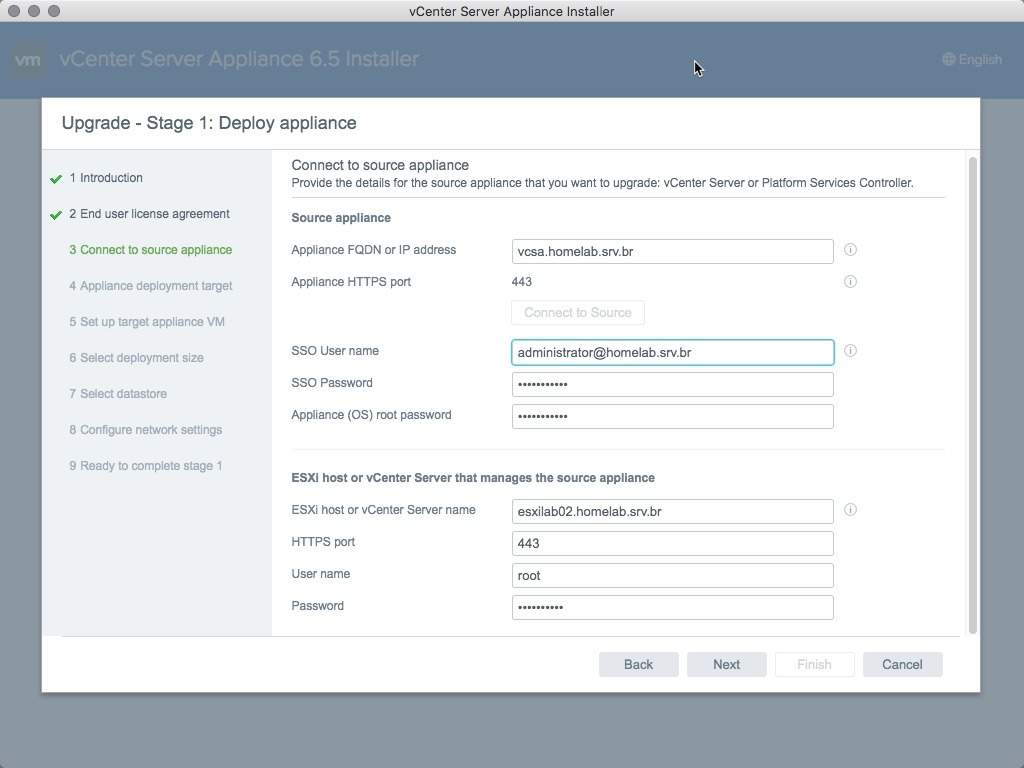 vCenter Server Appliance Installer
vm vCenter Server Appliance 6.5 Installer English
Upgrade - Stage 1: Deploy appliance
1 Introduction
2 End user license agreement
3 Connect to source appliance
4 Appliance deployment target
5 Set up target appliance VM
6 Select deployment size
7 Select datastore
8 Configure network settings
9 Ready to complete stage 1
Connect to source appliance
Provide the details for the source appliance that you want to upgrade: vCenter Server or Platform Services Controller.
Source appliance
Appliance FQDN or IP address vcsa.homelab.srv.br
Appliance HTTPS port 443
Connect to Source
SSO User name administrator@homelab.srv.br
SSO Password •••••••••••
Appliance (OS) root password •••••••••••
ESXi host or vCenter Server that manages the source appliance
ESXi host or vCenter Server name esxilab02.homelab.srv.br
HTTPS port 443
User name root
Password ••••••••••
Back Next Finish Cancel